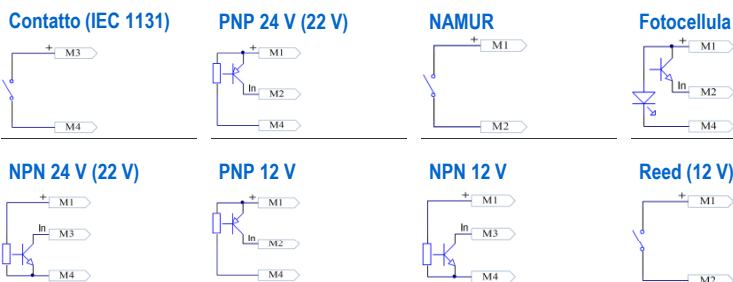 Contatto (IEC 1131)
PNP 24 V (22 V)
NAMUR
Fotocellula
+ M3
M4
+ M1
In M2
M4
+ M1
M2
+ M1
In M2
M4
NPN 24 V (22 V)
PNP 12 V
NPN 12 V
Reed (12 V)
+ M1
In M3
M4
+ M1
In M2
M4
+ M1
In M3
M4
+ M1
M2